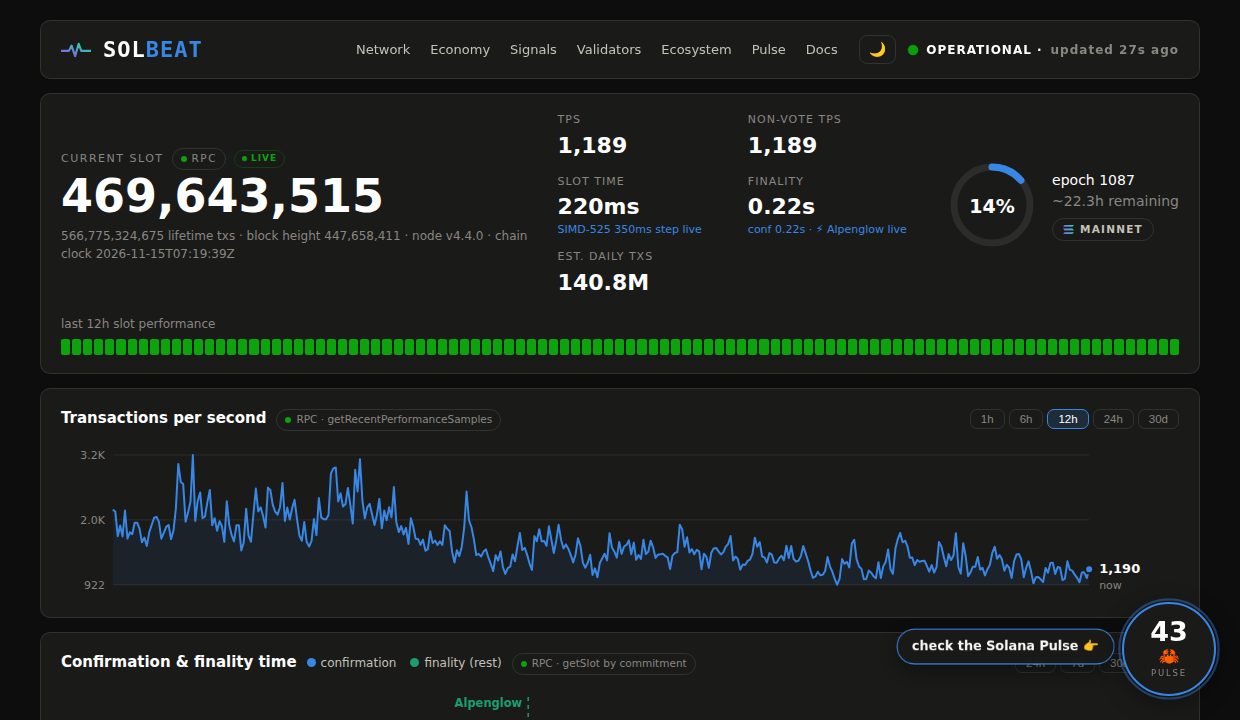 SOLBEAT
Network Economy Signals Validators Ecosystem Pulse Docs
OPERATIONAL · updated 27s ago
CURRENT SLOT RPC LIVE
469,643,515
566,775,324,675 lifetime txs · block height 447,658,411 · node v4.4.0 · chain
clock 2026-11-15T07:19:39Z
TPS
1,189
NON-VOTE TPS
1,189
SLOT TIME
220ms
SIMD-525 350ms step live
FINALITY
0.22s
conf 0.22s · ⚡ Alpenglow live
EST. DAILY TXS
140.8M
14%
epoch 1087
~22.3h remaining
MAINNET
last 12h slot performance
Transactions per second RPC · getRecentPerformanceSamples
1h 6h 12h 24h 30d
3.2K
2.0K
922
1,190
now
Confirmation & finality time confirmation finality (rest) RPC · getSlot by commitment
check the Solana Pulse 👉
43
PULSE
Alpenglow